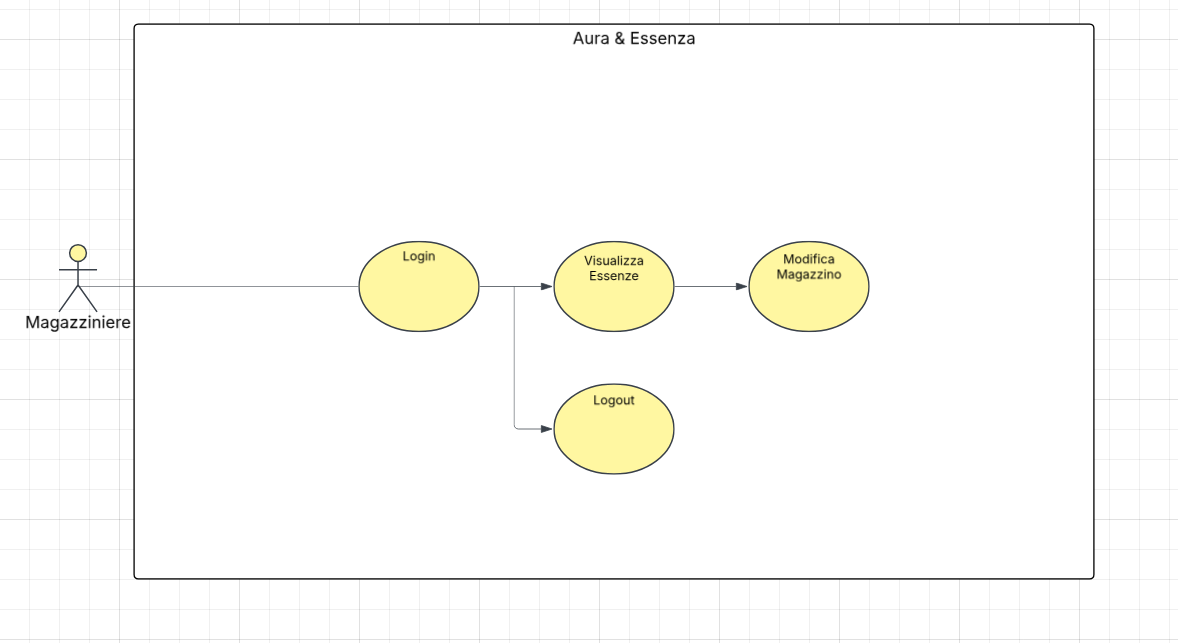 Aura & Essenza
Magazziniere
Login
Visualizza
Essenze
Modifica
Magazzino
Logout